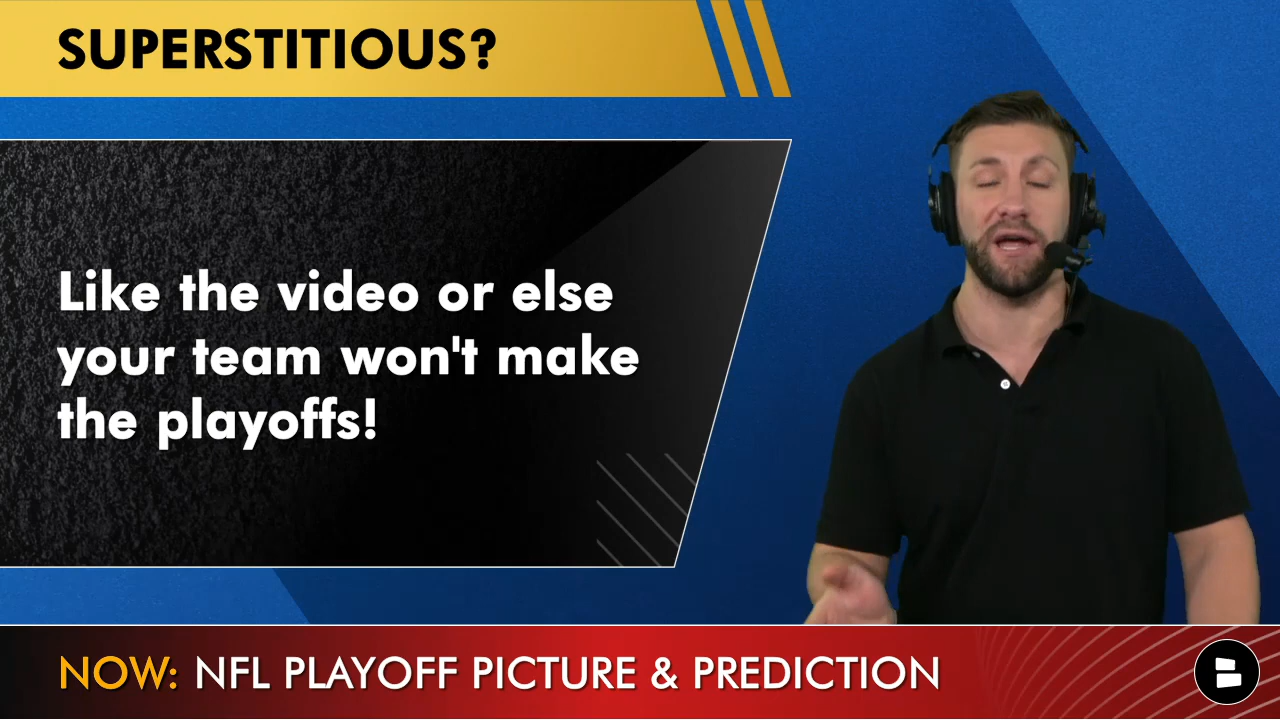 SUPERSTITIOUS?
Like the video or else
your team won't make
the playoffs!
NOW: NFL PLAYOFF PICTURE & PREDICTION